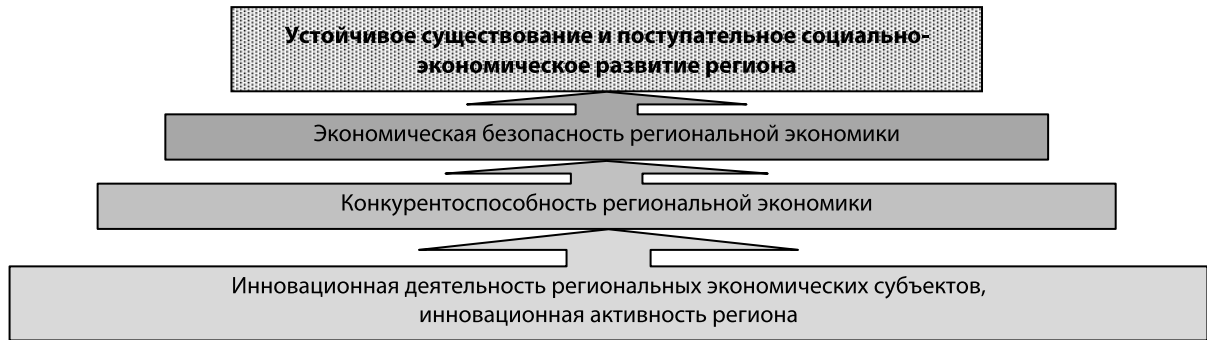 Устойчивое существование и поступательное социально-
экономическое развитие региона
Экономическая безопасность региональной экономики
Конкурентоспособность региональной экономики
Инновационная деятельность региональных экономических субъектов,
инновационная активность региона